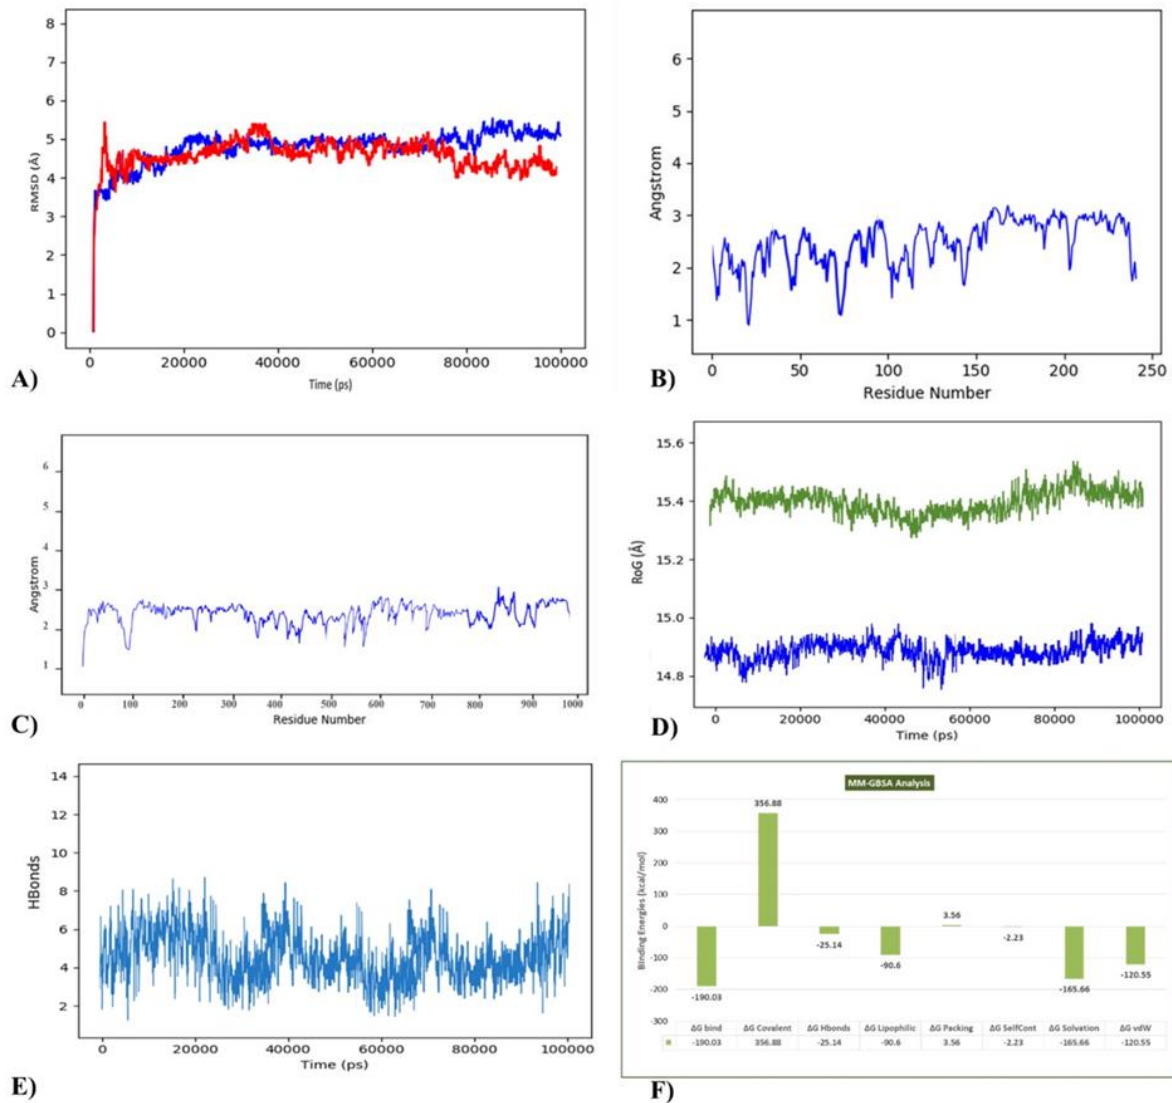 8
7
6
5
4
3
2
1
0
RMSD (Å)
0 20000 40000 60000 80000 100000
Time (ps)
A)
6
5
4
3
2
1
Angstrom
0 50 100 150 200 250
Residue Number
B)
6
5
4
3
2
1
Angstrom
0 100 200 300 400 500 600 700 800 900 1000
Residue Number
C)
15.6
15.4
15.2
15.0
14.8
RoG (Å)
0 20000 40000 60000 80000 100000
Time (ps)
D)
14
12
10
8
6
4
2
HBonds
0 20000 40000 60000 80000 100000
Time (ps)
E)
MM-GBSA Analysis
400
300
200
100
0
-100
-200
-300
Binding Energies (kcal/mol)
356.88
3.56
-2.23
-25.14
-90.6
-120.55
-165.66
-190.03
ΔG bind ΔG Covalent ΔG Hbonds ΔG Lipophilic ΔG Packing ΔG SelfCont ΔG Solvation ΔG vdW
-190.03 356.88 -25.14 -90.6 3.56 -2.23 -165.66 -120.55
F)